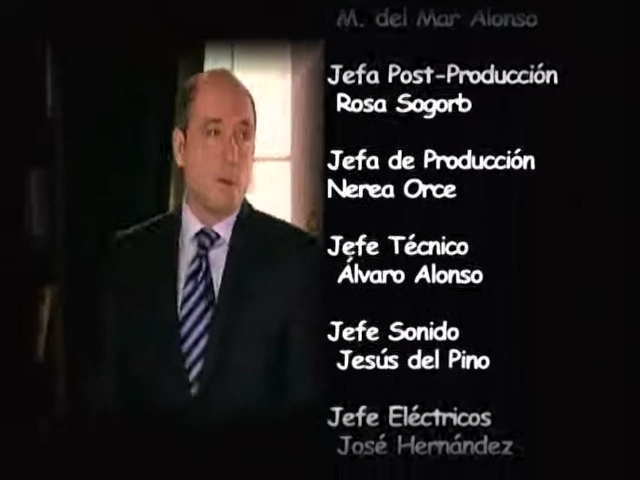 M. del Mar Alonso
Jefa Post-Producción
Rosa Sogorb
Jefa de Producción
Nerea Orce
Jefe Técnico
Álvaro Alonso
Jefe Sonido
Jesús del Pino
Jefe Eléctricos
José Hernández